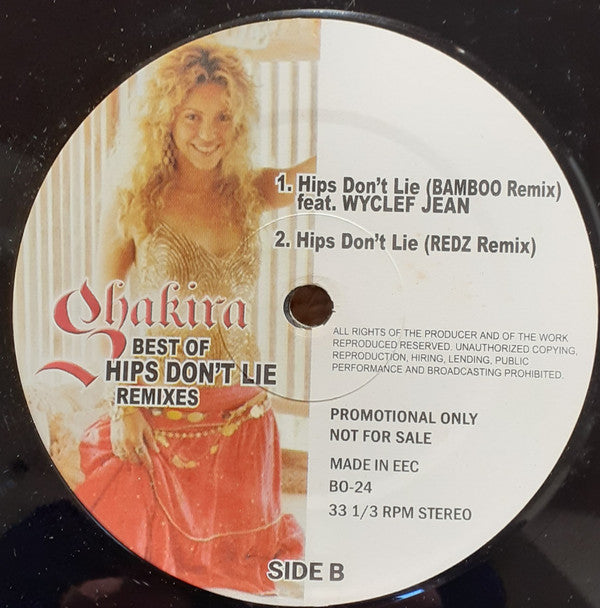 1. Hips Don't Lie (BAMBOO Remix)
feat. WYCLEF JEAN
2. Hips Don't Lie (REDZ Remix)
Shakira
BEST OF
HIPS DON'T LIE
REMIXES
ALL RIGHTS OF THE PRODUCER AND OF THE WORK
REPRODUCED RESERVED. UNAUTHORIZED COPYING,
REPRODUCTION, HIRING, LENDING, PUBLIC
PERFORMANCE AND BROADCASTING PROHIBITED.
PROMOTIONAL ONLY
NOT FOR SALE
MADE IN EEC
BO-24
33 1/3 RPM STEREO
SIDE B